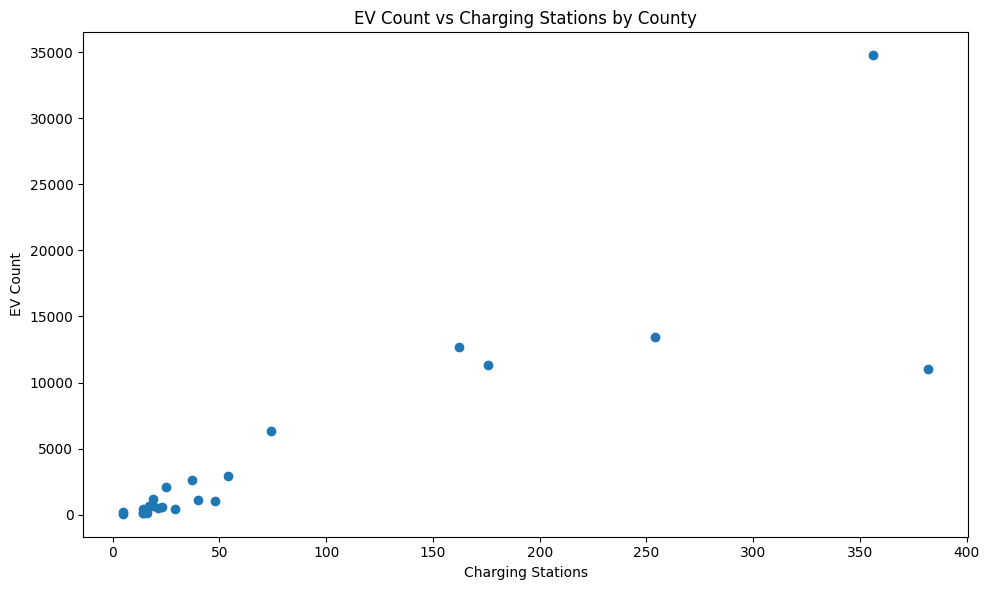 EV Count vs Charging Stations by County
35000
30000
25000
20000
15000
10000
5000
0
EV Count
0 50 100 150 200 250 300 350 400
Charging Stations